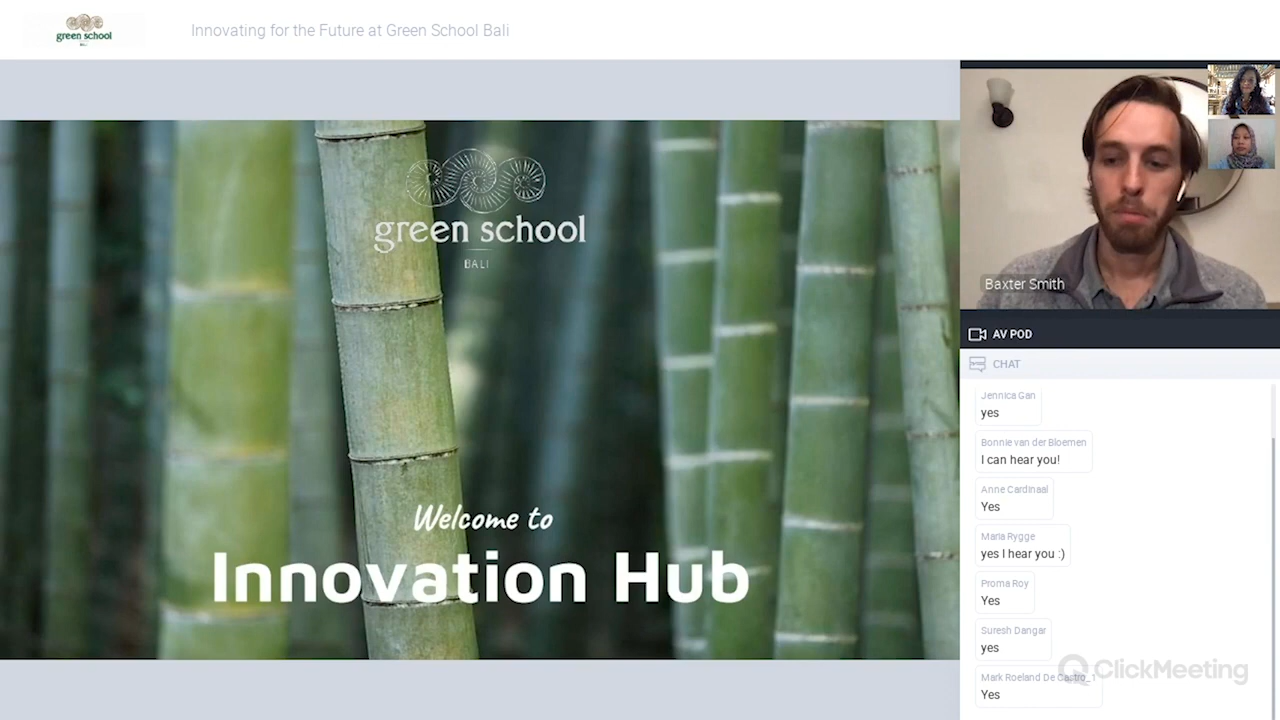 green school
BALI
Innovating for the Future at Green School Bali
green school
BALI
Welcome to
Innovation Hub
Baxter Smith
AV POD
CHAT
Jennica Gan
yes
Bonnie van der Bloemen
I can hear you!
Anne Cardinaal
Yes
Maria Rygge
yes I hear you :)
Proma Roy
Yes
Suresh Dangar
yes
Mark Roeland De Castro_1
Yes
ClickMeeting